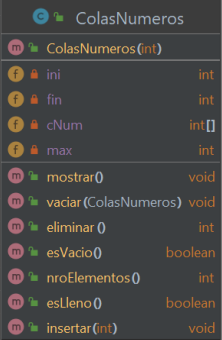 ColasNumeros
ColasNumeros(int)
ini int
fin int
cNum int[]
max int
mostrar() void
vaciar(ColasNumeros) void
eliminar() int
esVacio() boolean
nroElementos() int
esLleno() boolean
insertar(int) void